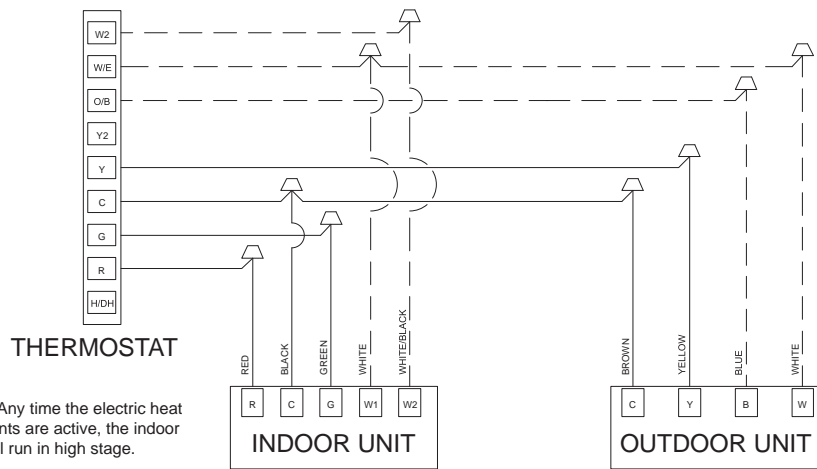 W2
W/E
O/B
Y2
Y
C
G
R
H/DH
THERMOSTAT
RED
BLACK
GREEN
WHITE
WHITE/BLACK
BROWN
YELLOW
BLUE
WHITE
R
C
G
W1
W2
INDOOR UNIT
C
Y
B
W
OUTDOOR UNIT
Any time the electric heat
nts are active, the indoor
l run in high stage.